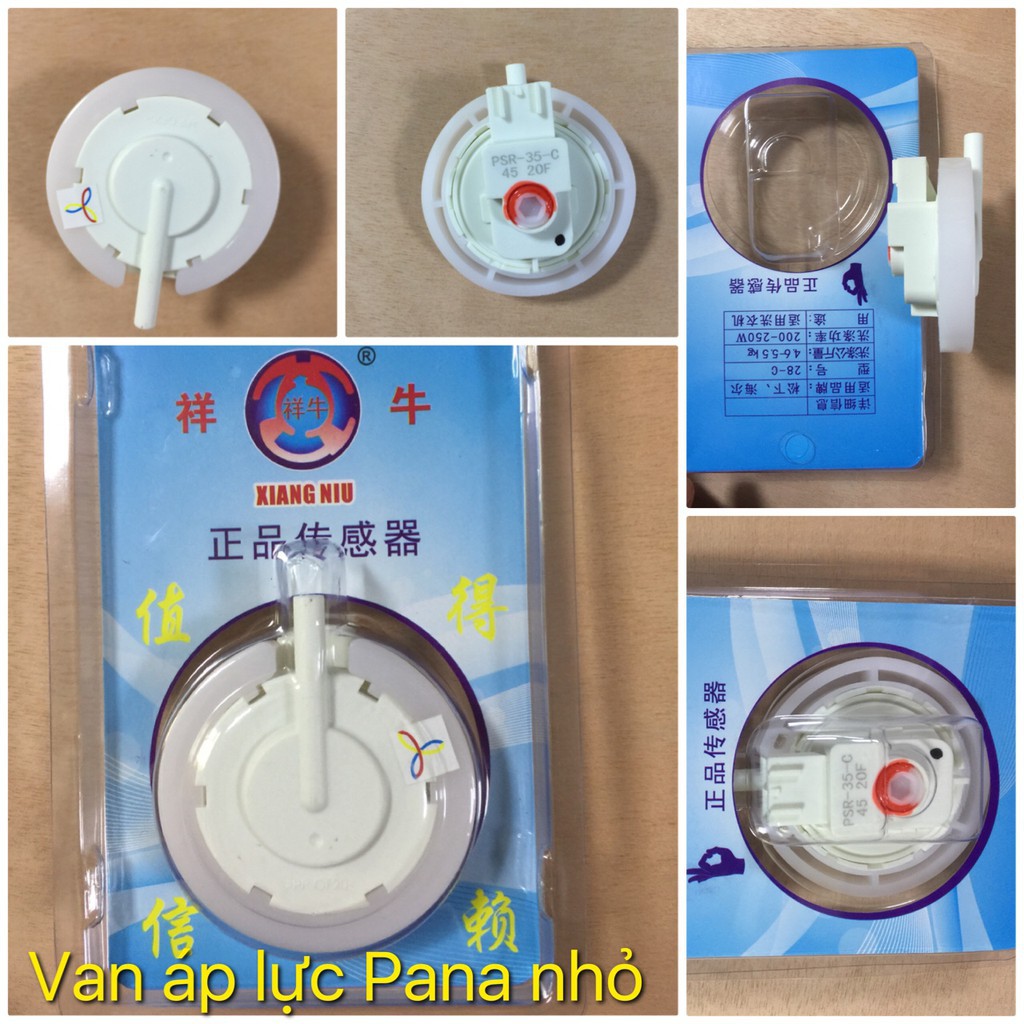 PSR-35-C
45 20F
正品传感器
用 途: 适用洗衣机
洗涤功率: 200-250W
洗涤公斤量: 4.6-5.5kg
型 号: 28-C
适用品牌: 松下、海尔
详细信息
®
祥 牛
祥牛
XIANG NIU
正品传感器
值 得
信 赖
正品传感器
PSR-35-C
45 20F
Van áp lực Pana nhỏ